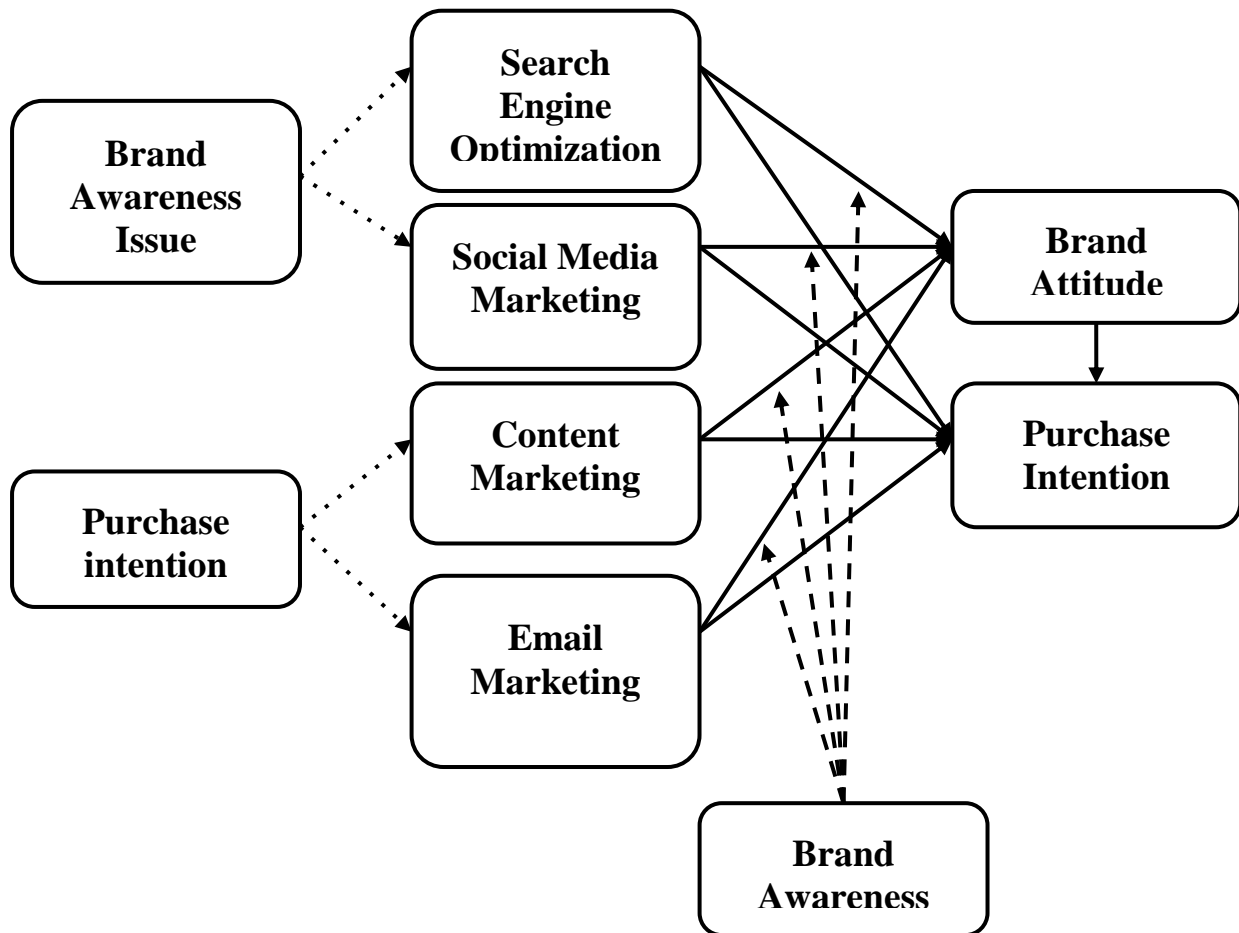 Search
Engine
Optimization
Brand
Awareness
Issue
Social Media
Marketing
Brand
Attitude
Content
Marketing
Purchase
Intention
Purchase
intention
Email
Marketing
Brand
Awareness